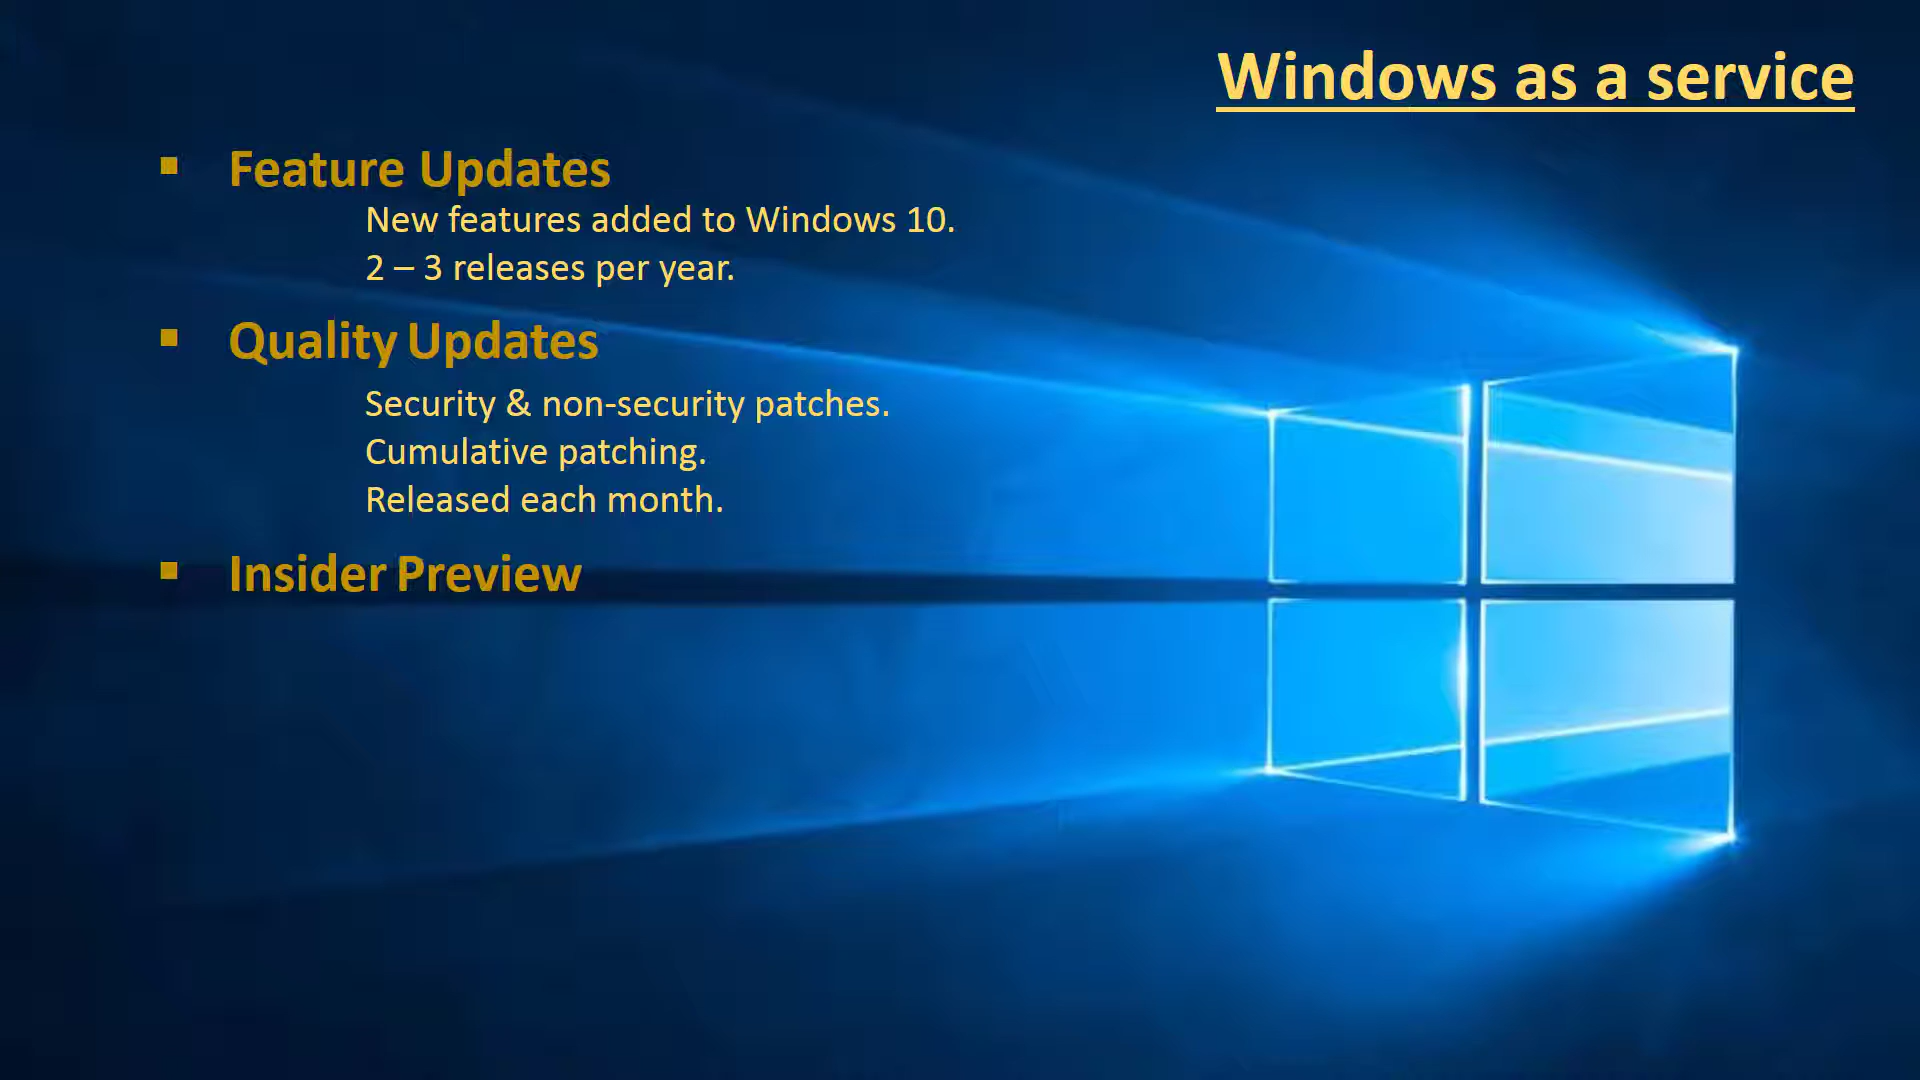 Windows as a service
▪ Feature Updates
New features added to Windows 10.
2 – 3 releases per year.
▪ Quality Updates
Security & non-security patches.
Cumulative patching.
Released each month.
▪ Insider Preview